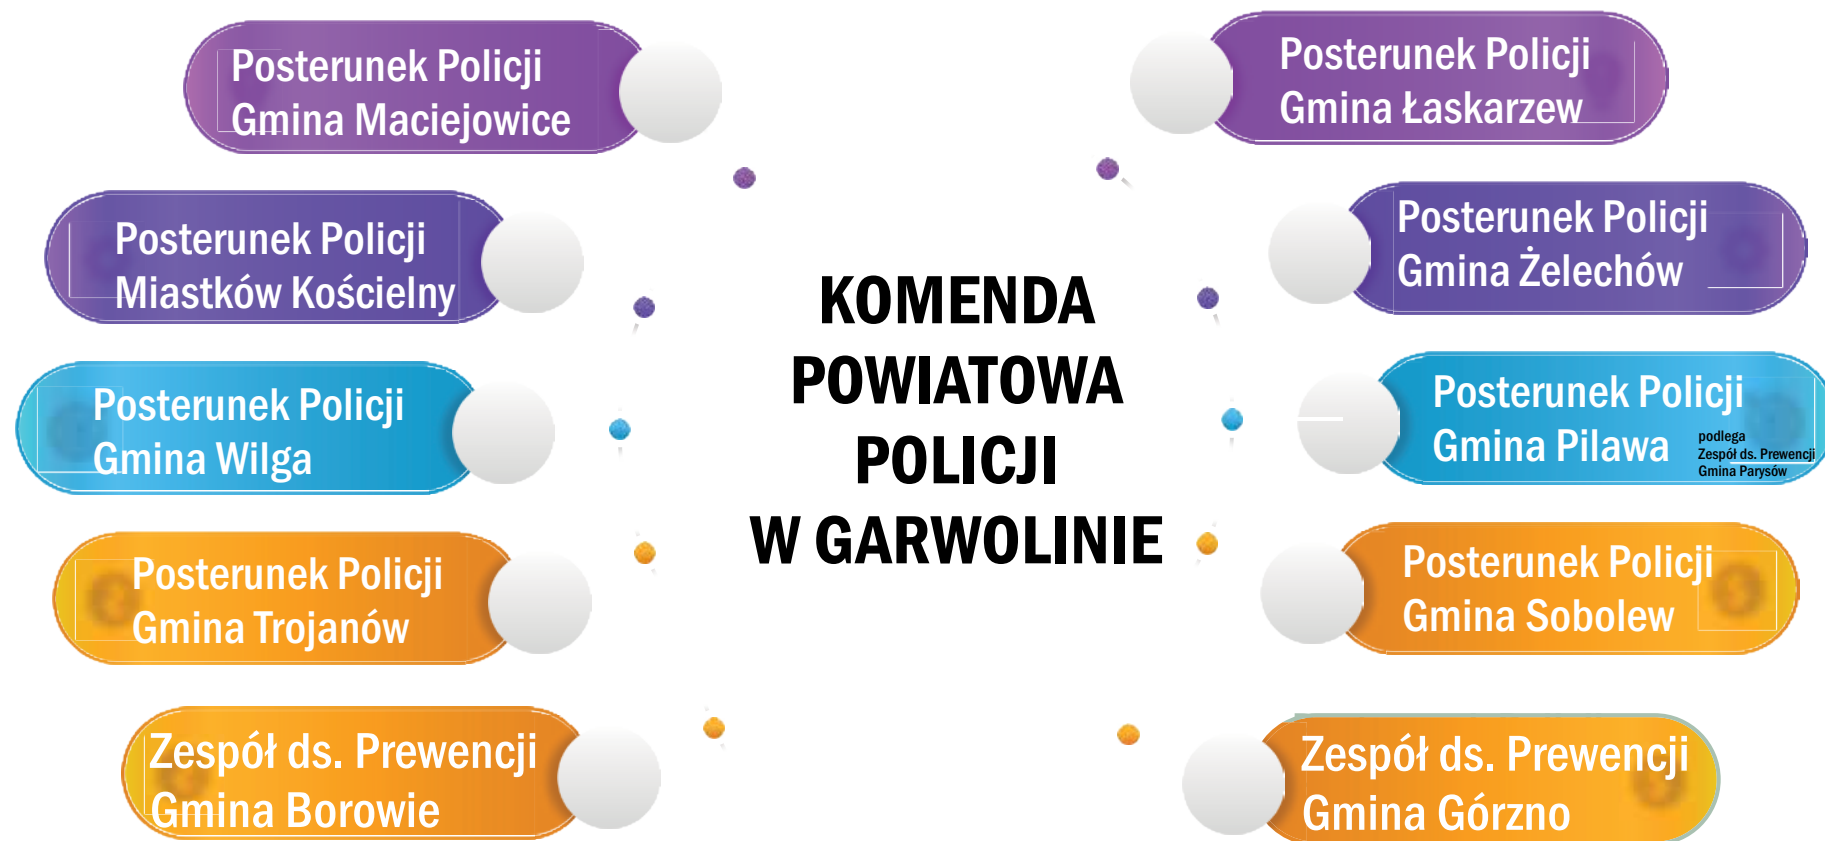 Posterunek Policji
Gmina Maciejowice
Posterunek Policji
Miastków Kościelny
Posterunek Policji
Gmina Wilga
Posterunek Policji
Gmina Trojanów
Zespół ds. Prewencji
Gmina Borowie
KOMENDA
POWIATOWA
POLICJI
W GARWOLINIE
Posterunek Policji
Gmina Łaskarzew
Posterunek Policji
Gmina Żelechów
Posterunek Policji
Gmina Pilawa
podlega
Zespół ds. Prewencji
Gmina Parysów
Posterunek Policji
Gmina Sobolew
Zespół ds. Prewencji
Gmina Górzno